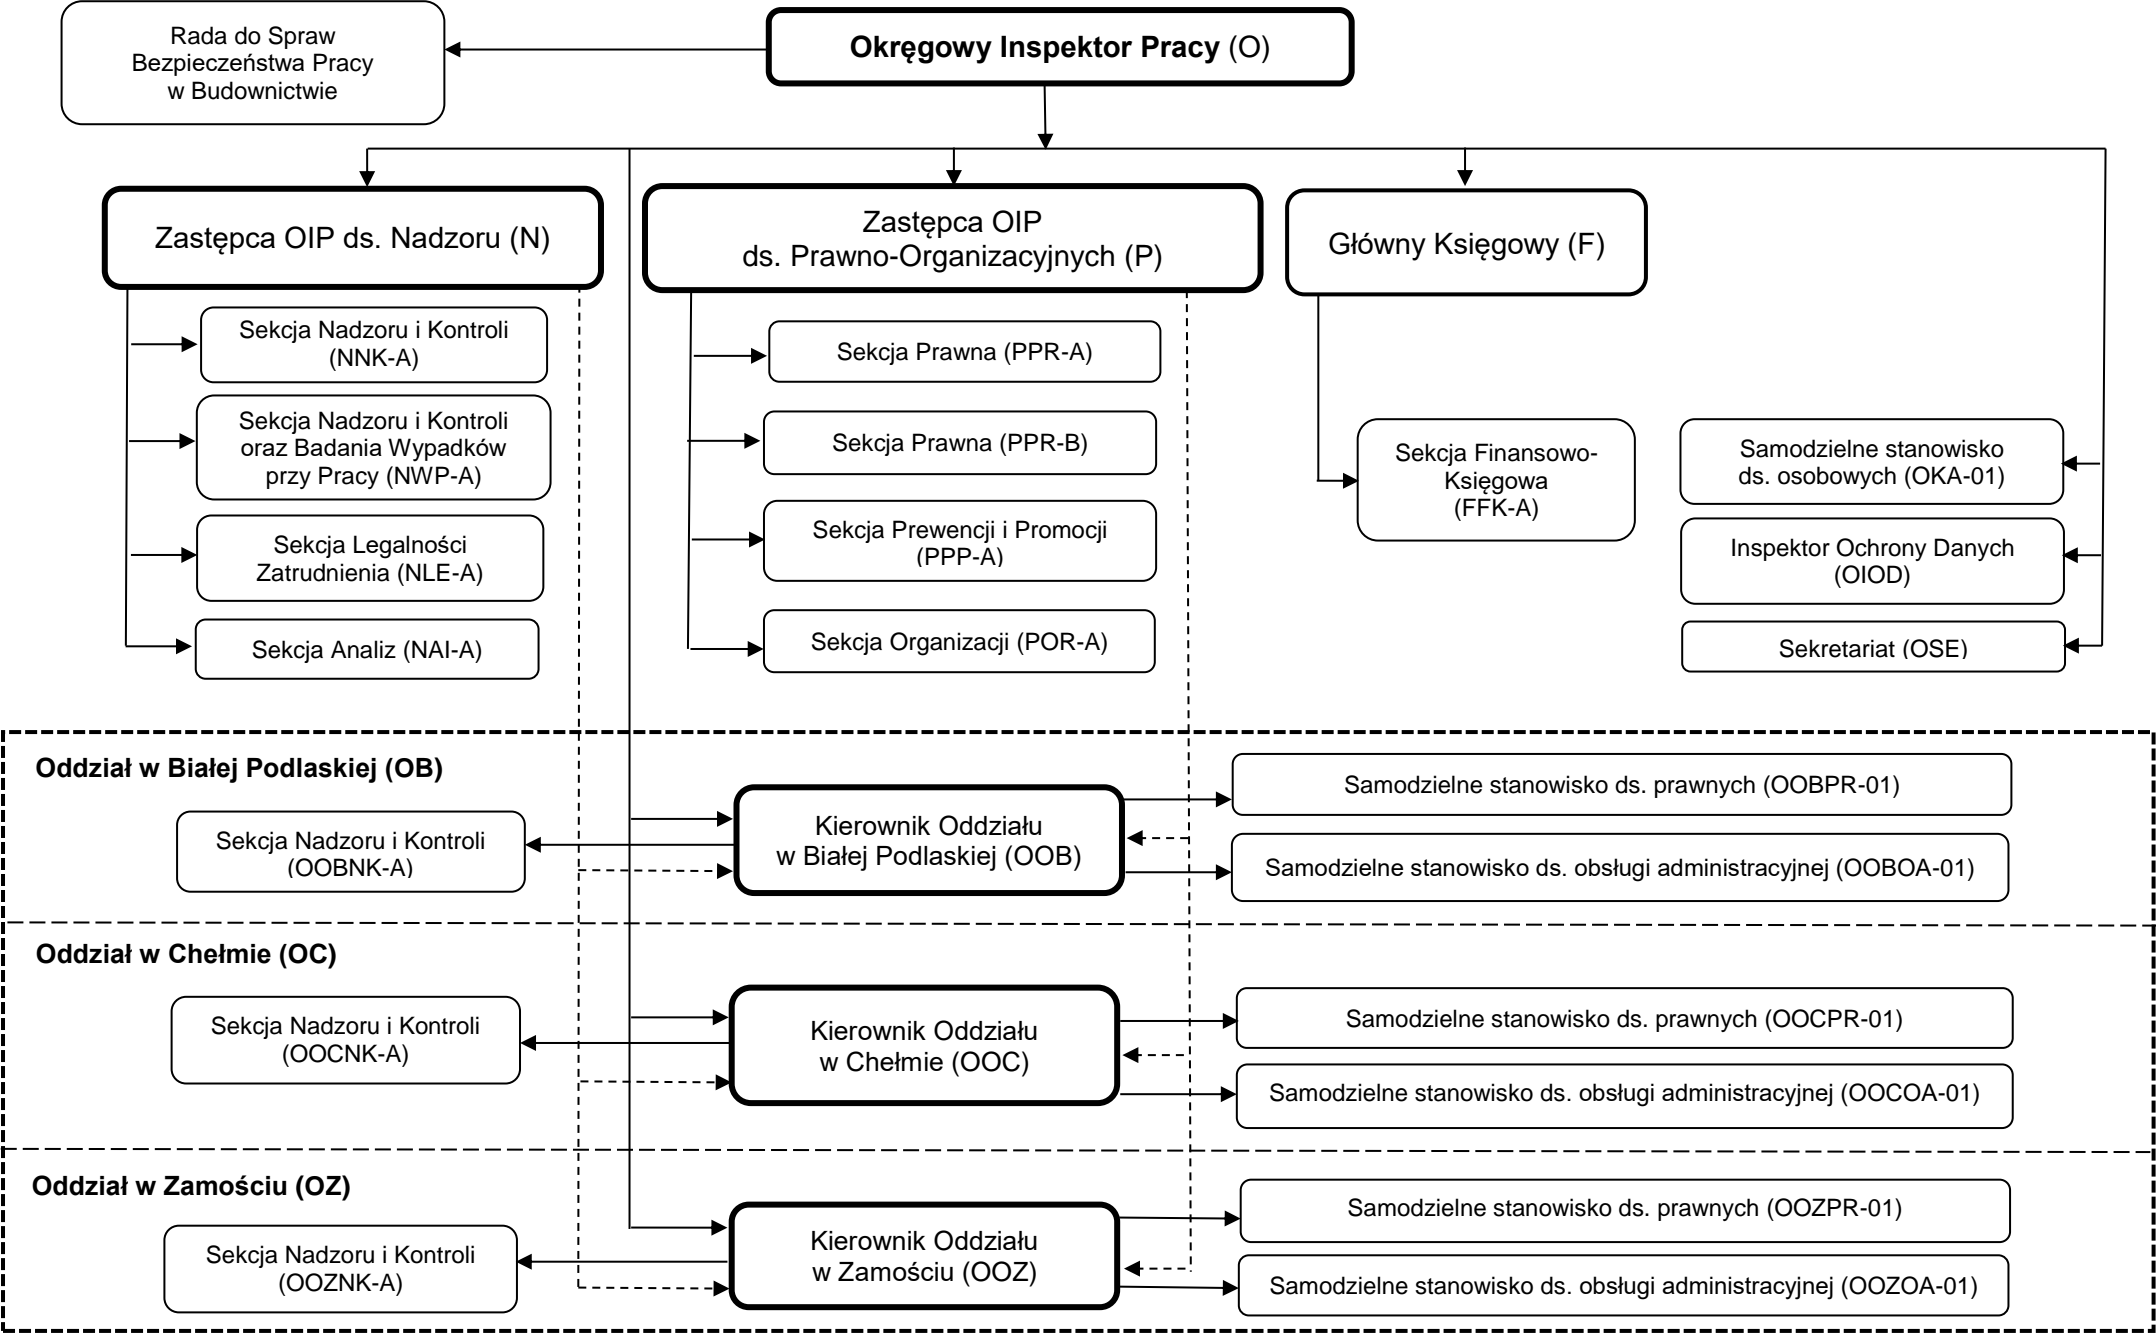 Rada do Spraw
Bezpieczeństwa Pracy
w Budownictwie
Okręgowy Inspektor Pracy (O)
Zastępca OIP ds. Nadzoru (N)
Zastępca OIP
ds. Prawno-Organizacyjnych (P)
Główny Księgowy (F)
Sekcja Nadzoru i Kontroli
(NNK-A)
Sekcja Nadzoru i Kontroli
oraz Badania Wypadków
przy Pracy (NWP-A)
Sekcja Legalności
Zatrudnienia (NLE-A)
Sekcja Analiz (NAI-A)
Sekcja Prawna (PPR-A)
Sekcja Prawna (PPR-B)
Sekcja Prewencji i Promocji
(PPP-A)
Sekcja Organizacji (POR-A)
Sekcja Finansowo-
Księgowa
(FFK-A)
Samodzielne stanowisko
ds. osobowych (OKA-01)
Inspektor Ochrony Danych
(OIOD)
Sekretariat (OSE)
Oddział w Białej Podlaskiej (OB)
Sekcja Nadzoru i Kontroli
(OOBNK-A)
Kierownik Oddziału
w Białej Podlaskiej (OOB)
Samodzielne stanowisko ds. prawnych (OOBPR-01)
Samodzielne stanowisko ds. obsługi administracyjnej (OOBOA-01)
Oddział w Chełmie (OC)
Sekcja Nadzoru i Kontroli
(OOCNK-A)
Kierownik Oddziału
w Chełmie (OOC)
Samodzielne stanowisko ds. prawnych (OOCPR-01)
Samodzielne stanowisko ds. obsługi administracyjnej (OOCOA-01)
Oddział w Zamościu (OZ)
Sekcja Nadzoru i Kontroli
(OOZNK-A)
Kierownik Oddziału
w Zamościu (OOZ)
Samodzielne stanowisko ds. prawnych (OOZPR-01)
Samodzielne stanowisko ds. obsługi administracyjnej (OOZOA-01)